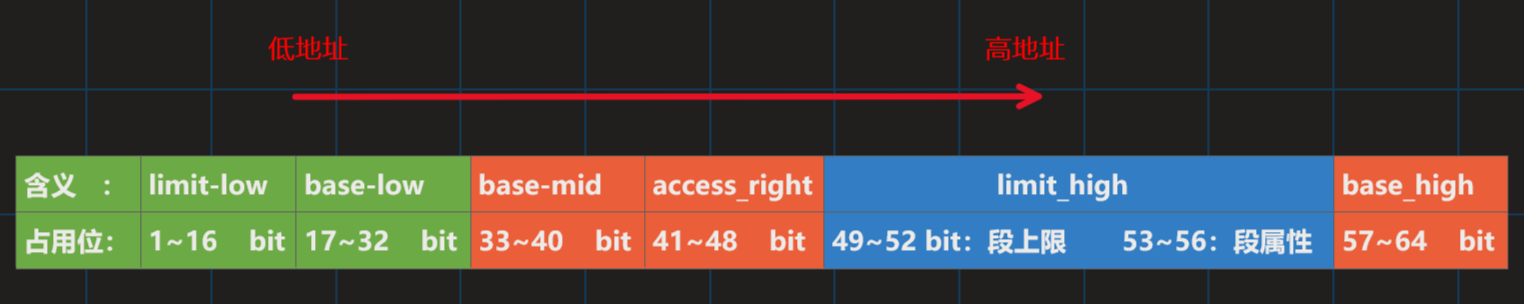 低地址 高地址
含义 : limit-low base-low base-mid access_right limit_high base_high
占用位: 1~16 bit 17~32 bit 33~40 bit 41~48 bit 49~52 bit：段上限 53~56：段属性 57~64 bit